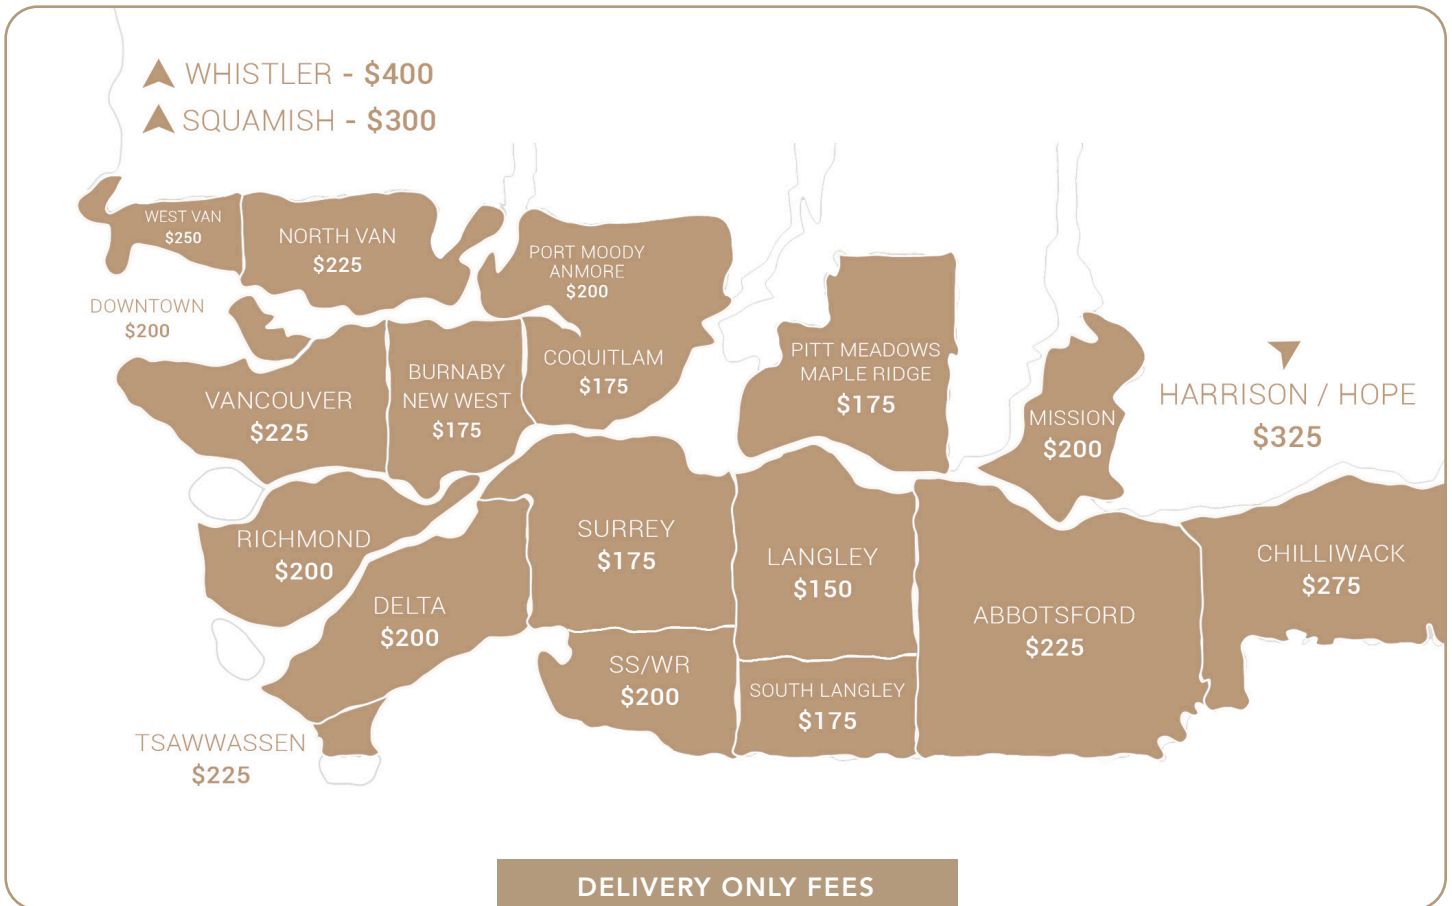 WHISTLER - $400
SQUAMISH - $300
WEST VAN
$250
NORTH VAN
$225
PORT MOODY
ANMORE
$200
DOWNTOWN
$200
VANCOUVER
$225
BURNABY
NEW WEST
$175
COQUITLAM
$175
PITT MEADOWS
MAPLE RIDGE
$175
MISSION
$200
HARRISON / HOPE
$325
RICHMOND
$200
DELTA
$200
SURREY
$175
LANGLEY
$150
ABBOTSFORD
$225
CHILLIWACK
$275
SS/WR
$200
SOUTH LANGLEY
$175
TSAWWASSEN
$225
DELIVERY ONLY FEES